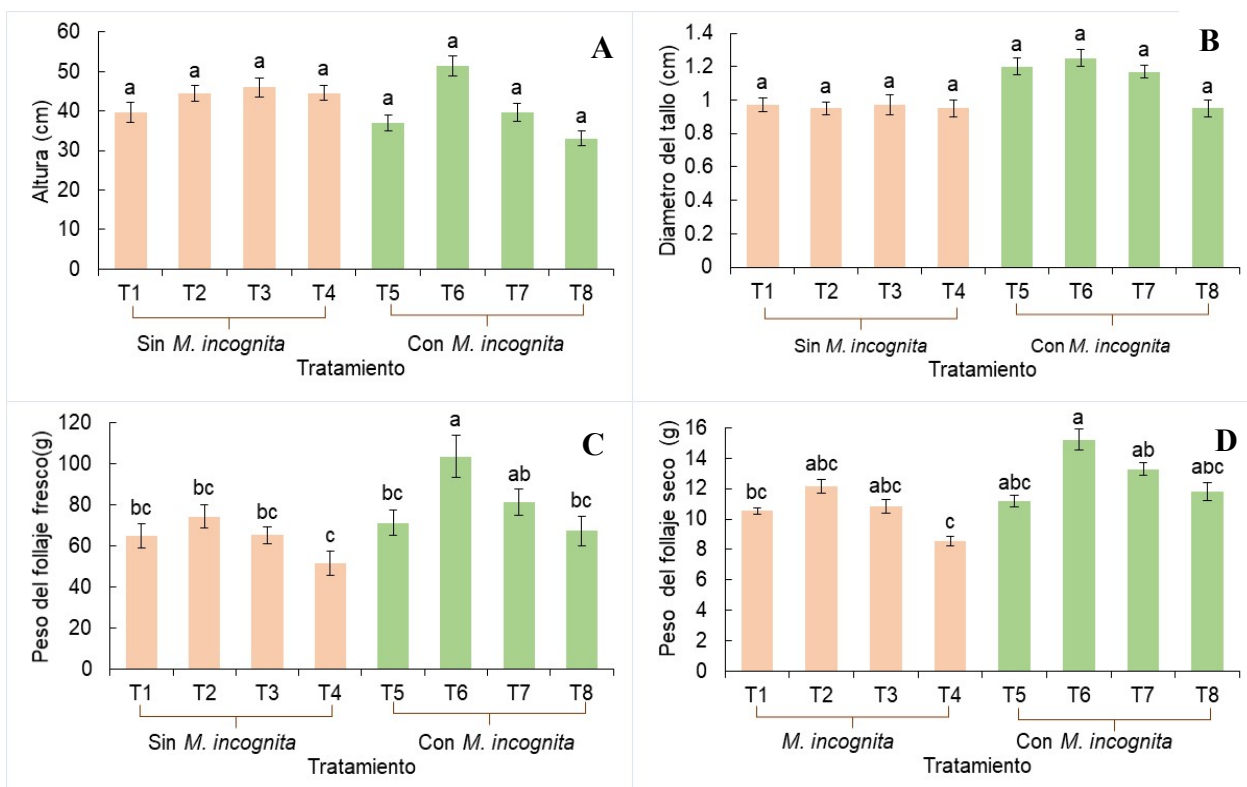 A
Altura (cm)
60
50
40
30
20
10
0
a a a a a a a a
T1 T2 T3 T4 T5 T6 T7 T8
Sin M. incognita Con M. incognita
Tratamiento
B
Diametro del tallo (cm)
1.4
1.2
1
0.8
0.6
0.4
0.2
0
a a a a a a a a
T1 T2 T3 T4 T5 T6 T7 T8
Sin M. incognita Con M. incognita
Tratamiento
C
Peso del follaje fresco(g)
120
100
80
60
40
20
0
bc bc bc c bc a ab bc
T1 T2 T3 T4 T5 T6 T7 T8
Sin M. incognita Con M. incognita
Tratamiento
D
Peso del follaje seco (g)
16
14
12
10
8
6
4
2
0
bc abc abc c abc a ab abc
T1 T2 T3 T4 T5 T6 T7 T8
M. incognita Con M. incognita
Tratamiento